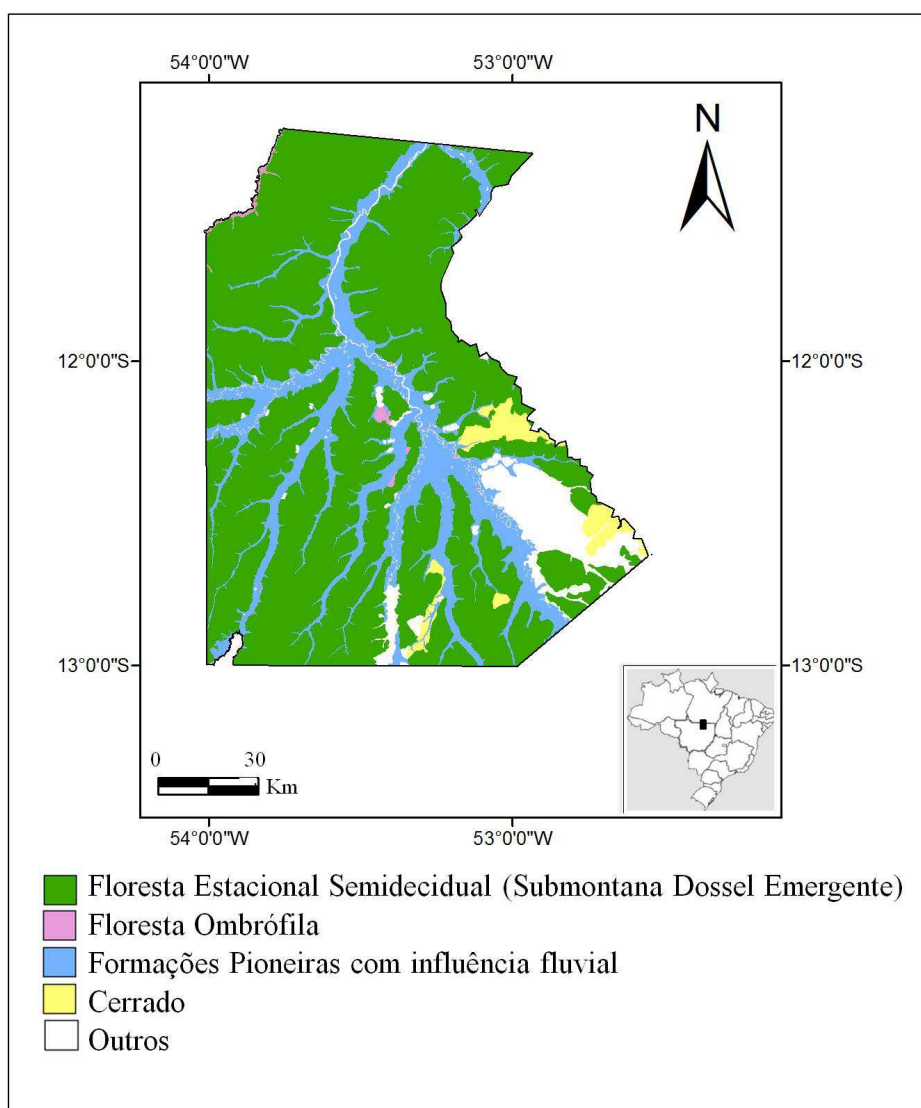 54°0'0"W 53°0'0"W
N
12°0'0"S 12°0'0"S
13°0'0"S 13°0'0"S
0 30
Km
54°0'0"W 53°0'0"W
Floresta Estacional Semidecidual (Submontana Dossel Emergente)
Floresta Ombrófila
Formações Pioneiras com influência fluvial
Cerrado
Outros